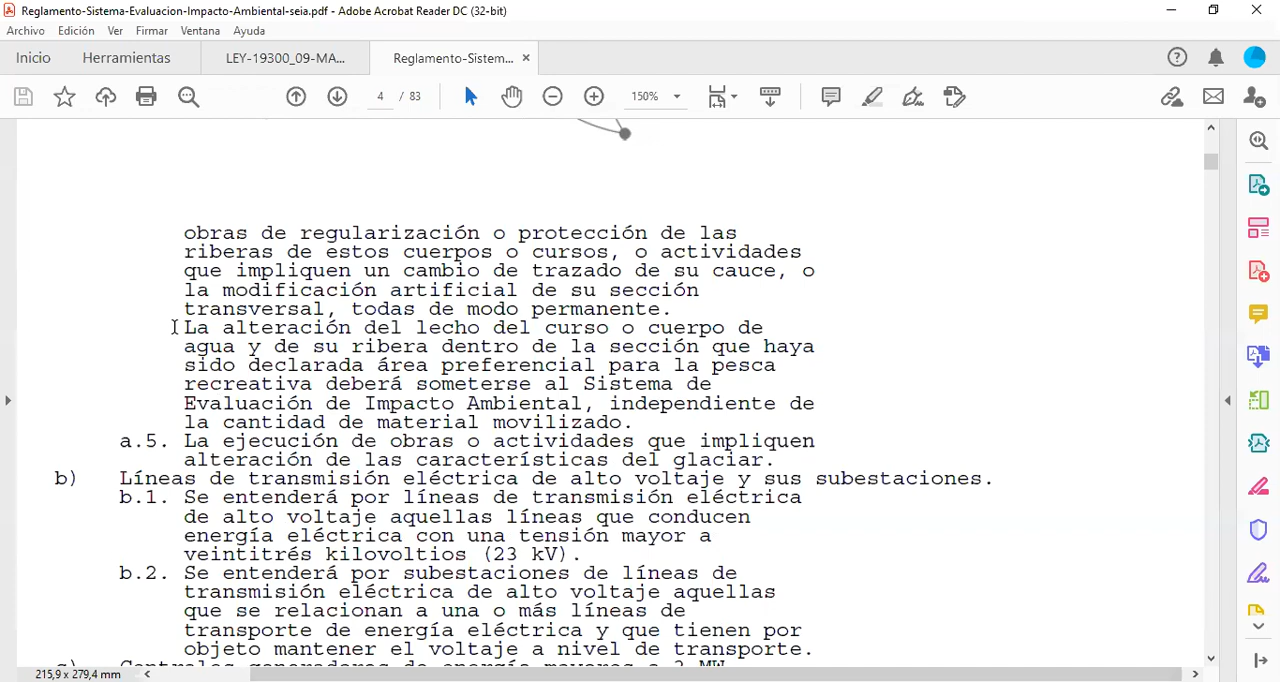 Reglamento-Sistema-Evaluacion-Impacto-Ambiental-seia.pdf - Adobe Acrobat Reader DC (32-bit)
Archivo Edición Ver Firmar Ventana Ayuda
Inicio Herramientas LEY-19300_09-MA... Reglamento-Sistem...
4 / 83 150%
obras de regularización o protección de las
riberas de estos cuerpos o cursos, o actividades
que impliquen un cambio de trazado de su cauce, o
la modificación artificial de su sección
transversal, todas de modo permanente.
La alteración del lecho del curso o cuerpo de
agua y de su ribera dentro de la sección que haya
sido declarada área preferencial para la pesca
recreativa deberá someterse al Sistema de
Evaluación de Impacto Ambiental, independiente de
la cantidad de material movilizado.
a.5. La ejecución de obras o actividades que impliquen
alteración de las características del glaciar.
b) Líneas de transmisión eléctrica de alto voltaje y sus subestaciones.
b.1. Se entenderá por líneas de transmisión eléctrica
de alto voltaje aquellas líneas que conducen
energía eléctrica con una tensión mayor a
veintitrés kilovoltios (23 kV).
b.2. Se entenderá por subestaciones de líneas de
transmisión eléctrica de alto voltaje aquellas
que se relacionan a una o más líneas de
transporte de energía eléctrica y que tienen por
objeto mantener el voltaje a nivel de transporte.
c) Centrales generadoras de energía mayores a 3 MW.
215,9 x 279,4 mm